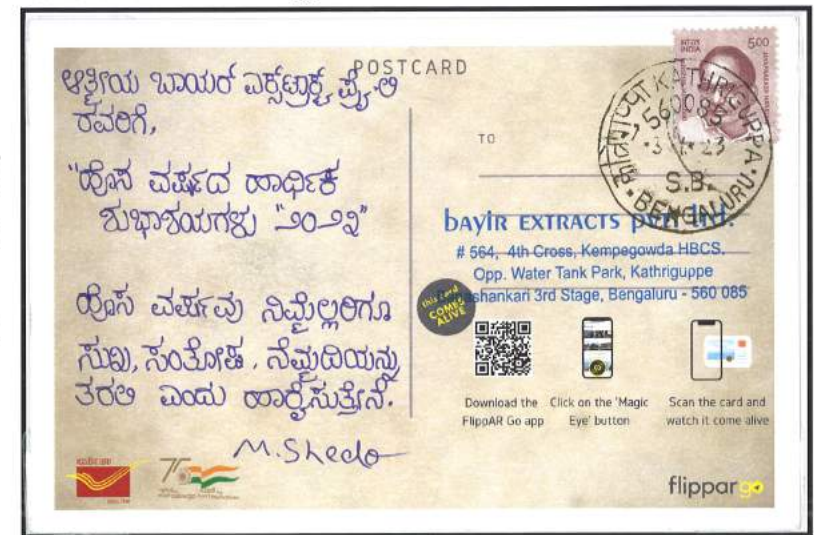 POSTCARD
ಆತ್ಮೀಯ ಬಾಯರ್ ಎಕ್ಸ್‌ಟ್ರಾಕ್ಟ್ ಪ್ರೈ.ಲಿ
ರವರಿಗೆ,
"ಹೊಸ ವರ್ಷದ ಹಾರ್ಧಿಕ
ಶುಭಾಶಯಗಳು "೨೦೨೩"
ಹೊಸ ವರ್ಷವು ನಿಮ್ಮೆಲ್ಲರಿಗೂ
ಸುಖ, ಸಂತೋಷ, ನೆಮ್ಮದಿಯನ್ನು
ತರಲಿ ಎಂದು ಹಾರೈಸುತ್ತೇನೆ.
INDIA
500
KATHRIGUPPA
560085
S.B.
BENGALURU
TO
bayir EXTRACTS pvt. ltd.
# 564, 4th Cross, Kempegowda HBCS,
Opp. Water Tank Park, Kathriguppe
ashankari 3rd Stage, Bengaluru - 560 085
this card
COMES
ALIVE
Download the
FlippAR Go app
Click on the 'Magic
Eye' button
Scan the card and
watch it come alive
flippar go